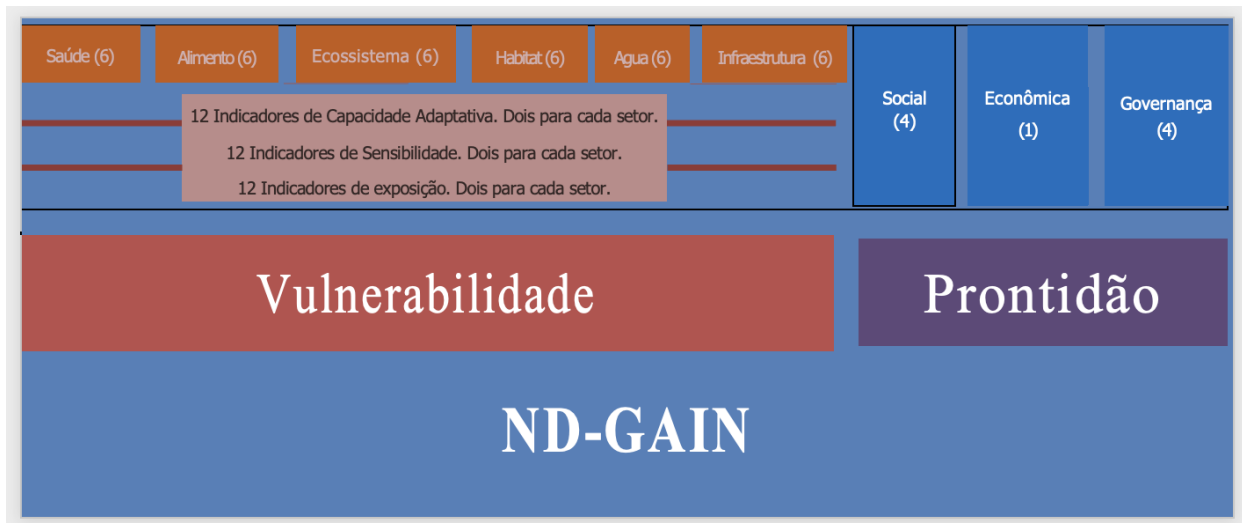 Saúde (6)
Alimento (6)
Ecossistema (6)
Habitat (6)
Agua (6)
Infraestrutura (6)
12 Indicadores de Capacidade Adaptativa. Dois para cada setor.
12 Indicadores de Sensibilidade. Dois para cada setor.
12 Indicadores de exposição. Dois para cada setor.
Social
(4)
Econômica
(1)
Governança
(4)
Vulnerabilidade
Prontidão
ND-GAIN